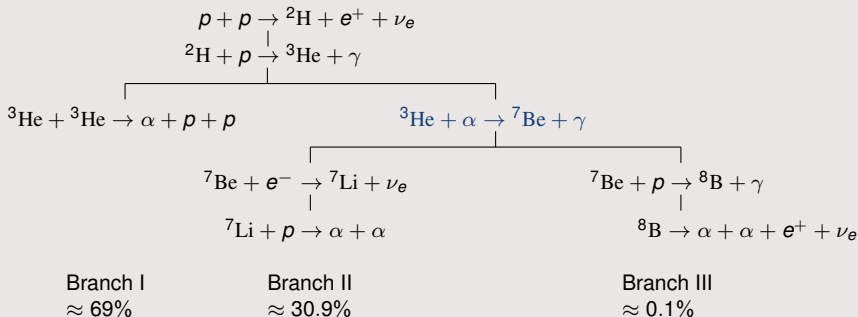 p + p → ²H + e⁺ + νₑ
²H + p → ³He + γ
³He + ³He → α + p + p
³He + α → ⁷Be + γ
⁷Be + e⁻ → ⁷Li + νₑ
⁷Be + p → ⁸B + γ
⁷Li + p → α + α
⁸B → α + α + e⁺ + νₑ
Branch I
Branch II
Branch III
≈ 69%
≈ 30.9%
≈ 0.1%